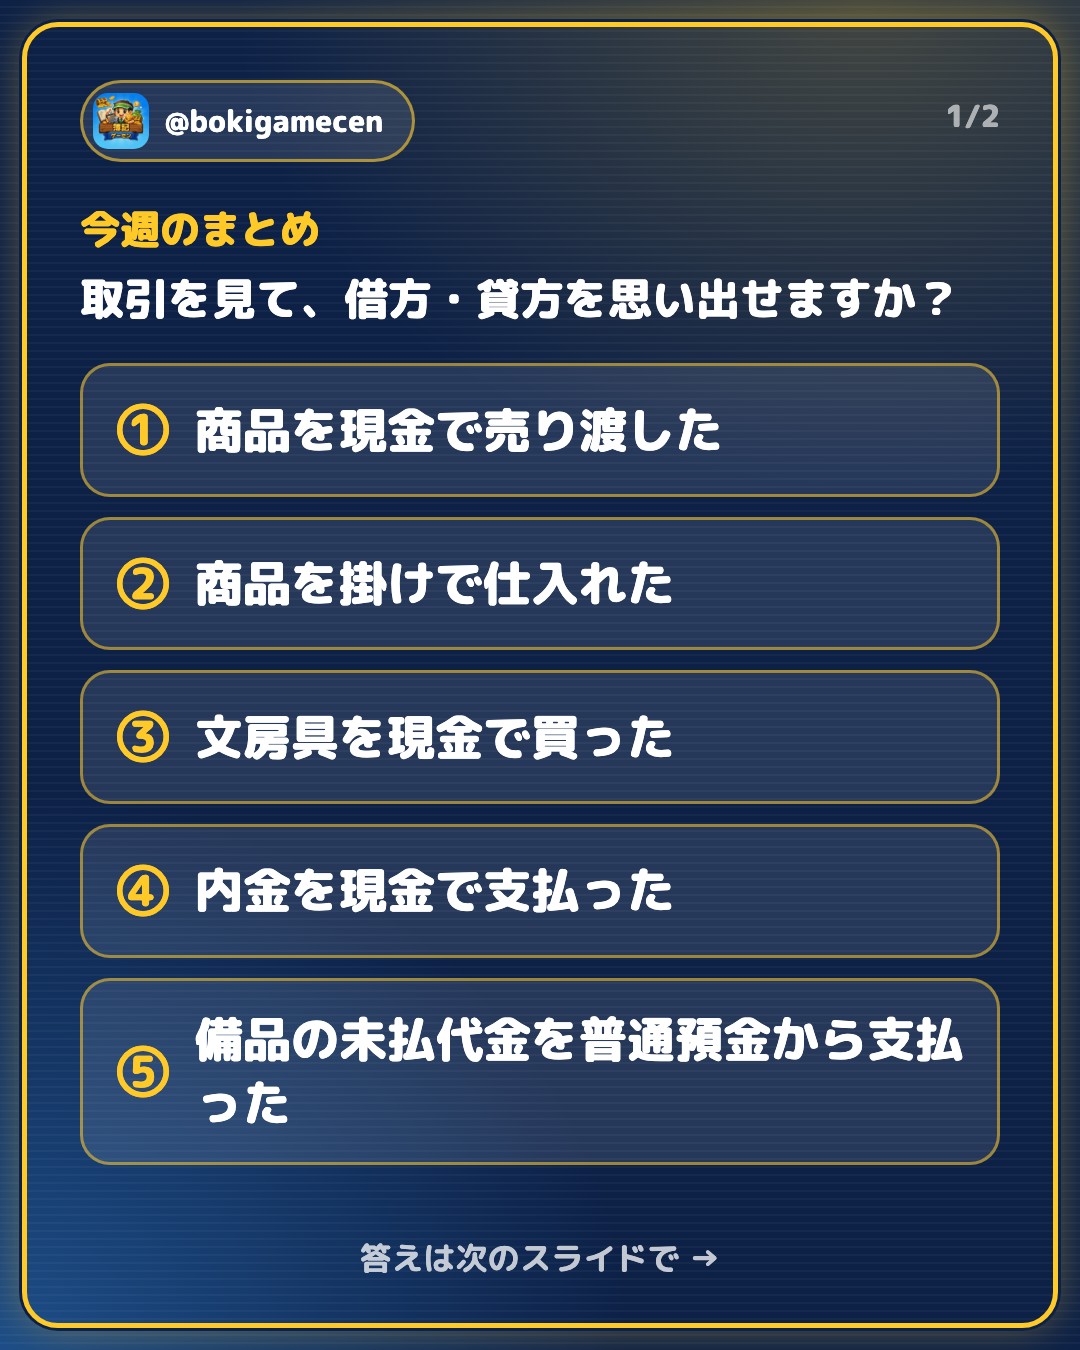 @bokigamecen
1/2
今週のまとめ
取引を見て、借方・貸方を思い出せますか？
① 商品を現金で売り渡した
② 商品を掛けで仕入れた
③ 文房具を現金で買った
④ 内金を現金で支払った
⑤ 備品の未払代金を普通預金から支払
った
答えは次のスライドで →